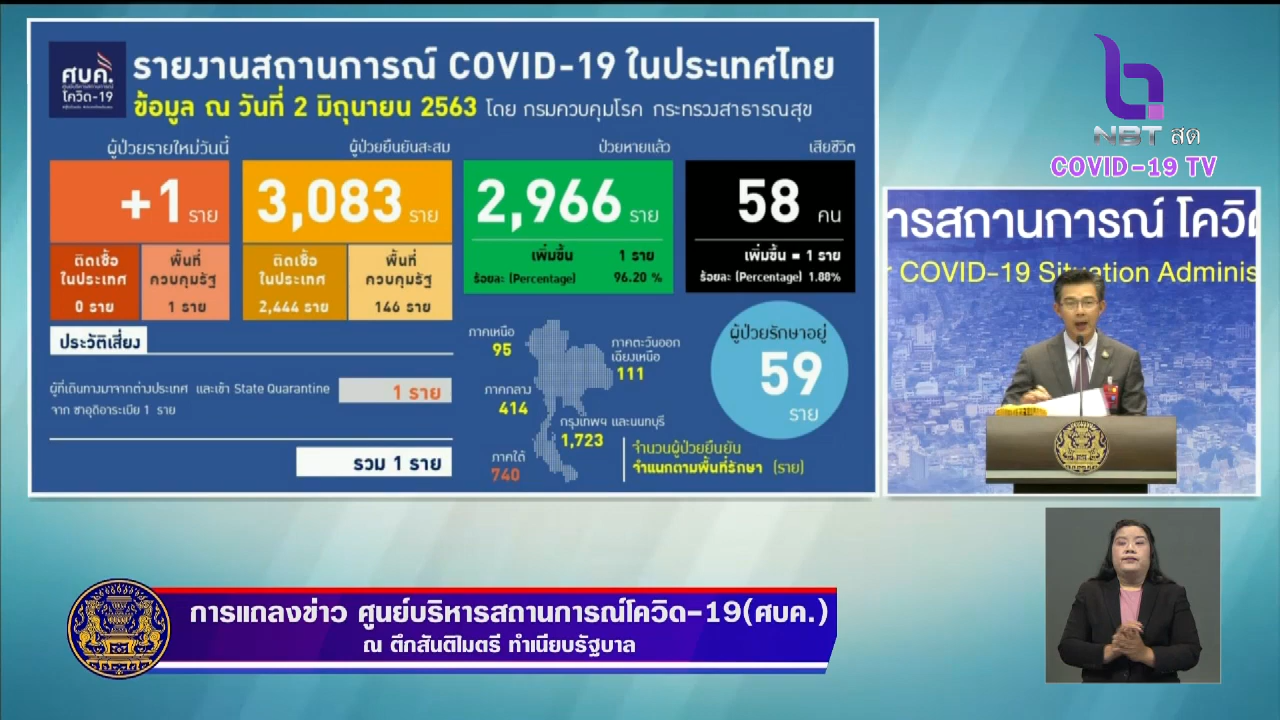 ศบค.
ศูนย์บริหารสถานการณ์
โควิด-19
รายงานสถานการณ์ COVID-19 ในประเทศไทย
ข้อมูล ณ วันที่ 2 มิถุนายน 2563 โดย กรมควบคุมโรค กระทรวงสาธารณสุข
ผู้ป่วยรายใหม่วันนี้
+1 ราย
ติดเชื้อ
ในประเทศ
0 ราย
พื้นที่
ควบคุมรัฐ
1 ราย
ผู้ป่วยยืนยันสะสม
3,083 ราย
ติดเชื้อ
ในประเทศ
2,444 ราย
พื้นที่
ควบคุมรัฐ
146 ราย
ป่วยหายแล้ว
2,966 ราย
เพิ่มขึ้น 1 ราย
ร้อยละ (Percentage) 96.20 %
เสียชีวิต
58 คน
เพิ่มขึ้น = 1 ราย
ร้อยละ (Percentage) 1.88%
ประวัติเสี่ยง
ผู้ที่เดินทางมาจากต่างประเทศ และเข้า State Quarantine
จาก ซาอุดิอาระเบีย 1 ราย
1 ราย
รวม 1 ราย
ภาคเหนือ
95
ภาคตะวันออก
เฉียงเหนือ
111
ภาคกลาง
414
กรุงเทพฯ และนนทบุรี
1,723
ภาคใต้
740
จำนวนผู้ป่วยยืนยัน
จำแนกตามพื้นที่รักษา (ราย)
ผู้ป่วยรักษาอยู่
59
ราย
NBT สด
COVID-19 TV
ารสถานการณ์ โควิด
r COVID-19 Situation Adminis
การแถลงข่าว ศูนย์บริหารสถานการณ์โควิด-19(ศบค.)
ณ ตึกสันติไมตรี ทำเนียบรัฐบาล